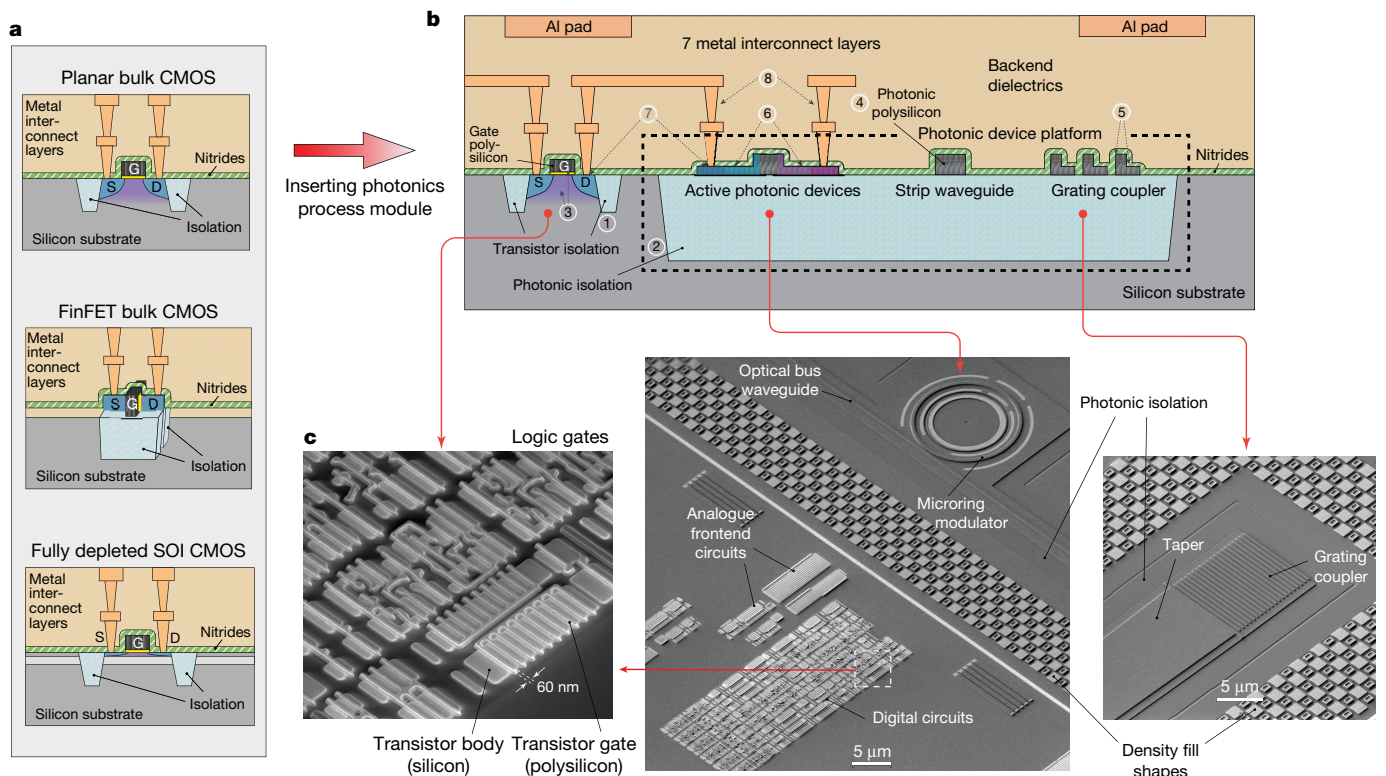 a
Planar bulk CMOS
Metal
inter-
connect
layers
Nitrides
G
S
D
Isolation
Silicon substrate
FinFET bulk CMOS
Metal
inter-
connect
layers
Nitrides
S
G
D
Isolation
Silicon substrate
Fully depleted SOI CMOS
Metal
interconnect
layers
S
D
G
Nitrides
Isolation
Silicon substrate
Inserting photonics
process module
b
Al pad
Al pad
7 metal interconnect layers
Backend
dielectrics
8
7
6
4
Photonic
polysilicon
5
Gate
poly-
silicon
Photonic device platform
Nitrides
G
S
D
Active photonic devices
Strip waveguide
Grating coupler
3
1
Transistor isolation
2
Photonic isolation
Silicon substrate
c
Logic gates
60 nm
Transistor body
(silicon)
Transistor gate
(polysilicon)
Optical bus
waveguide
Microring
modulator
Analogue
frontend
circuits
Digital circuits
5 μm
Photonic isolation
Taper
Grating
coupler
5 μm
Density fill
shapes